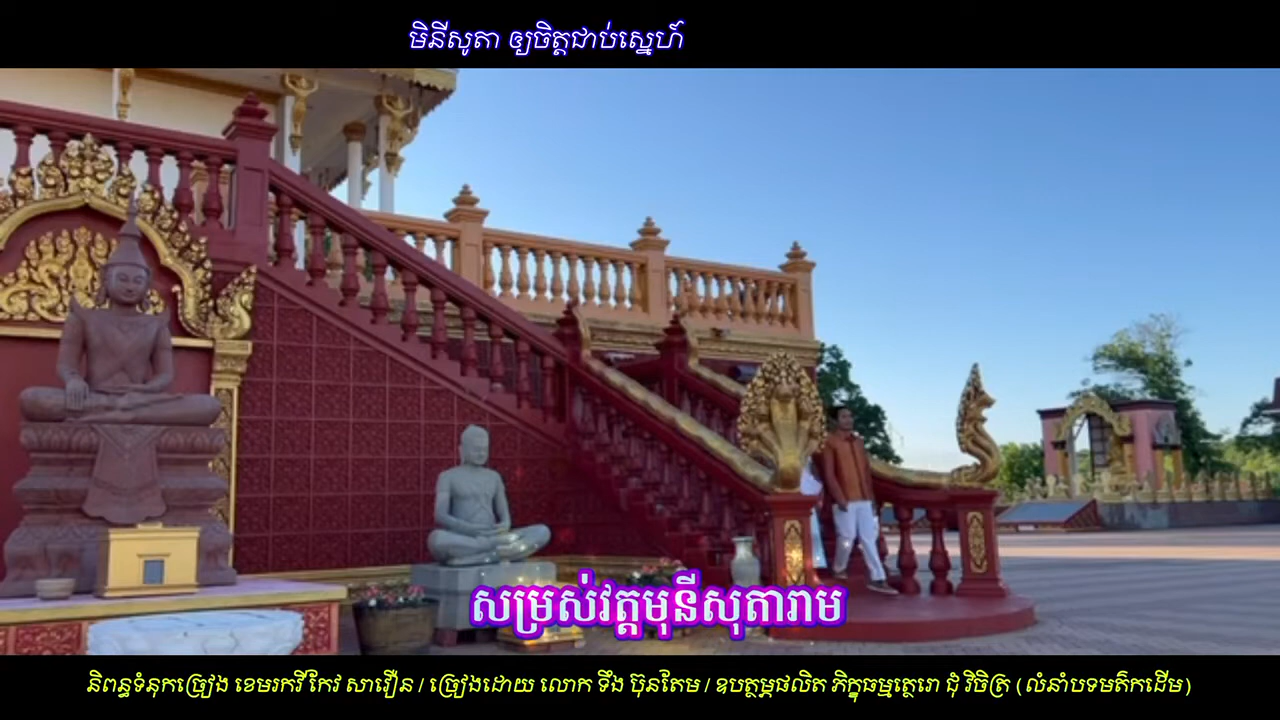 មិនីសូតា ឲ្យចិត្តជាប់ស្នេហ៍
សម្រស់វត្តមុនីសុតារាម
និពន្ធទំនុកច្រៀង ខេមរកវី កែវ សាវឿន / ច្រៀងដោយ លោក ទឹង ប៊ុនតែម / ឧបត្ថម្ភផលិត ភិក្ខុធម្មត្ថេរោ ជុំ វិចិត្រ (លំនាំបទមត៌កដើម)